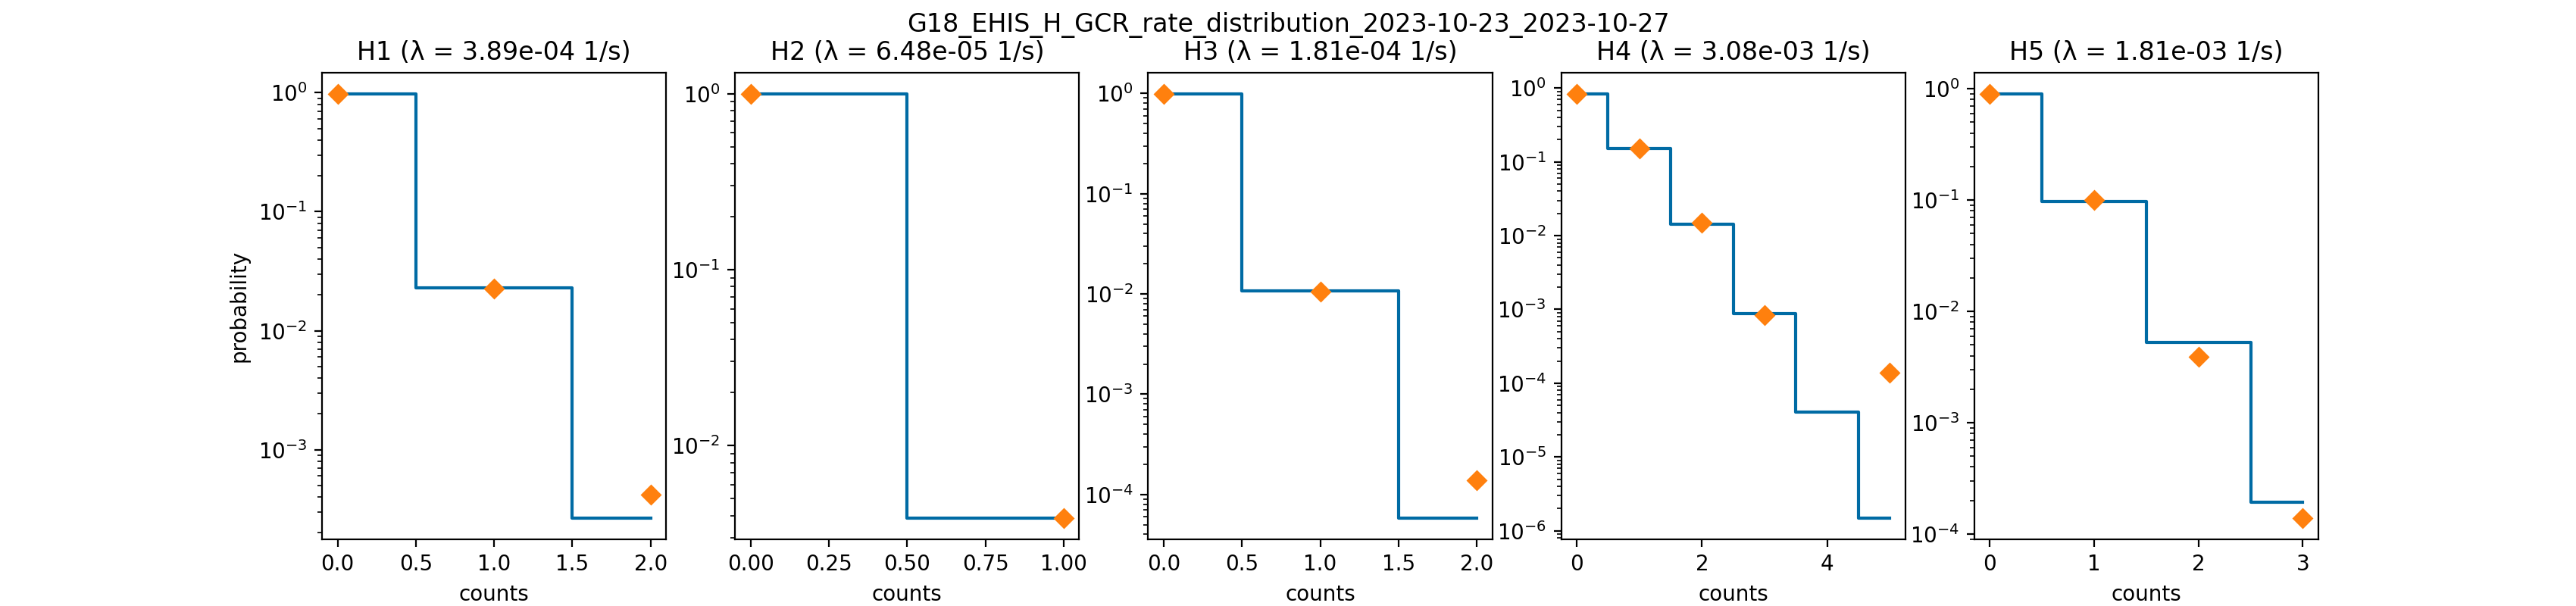 G18_EHIS_H_GCR_rate_distribution_2023-10-23_2023-10-27
H1 (λ = 3.89e-04 1/s)
H2 (λ = 6.48e-05 1/s)
H3 (λ = 1.81e-04 1/s)
H4 (λ = 3.08e-03 1/s)
H5 (λ = 1.81e-03 1/s)
probability
10⁰
10⁻¹
10⁻²
10⁻³
0.0 0.5 1.0 1.5 2.0
counts
10⁰
10⁻¹
10⁻²
0.00 0.25 0.50 0.75 1.00
counts
10⁰
10⁻¹
10⁻²
10⁻³
10⁻⁴
0.0 0.5 1.0 1.5 2.0
counts
10⁰
10⁻¹
10⁻²
10⁻³
10⁻⁴
10⁻⁵
10⁻⁶
0 2 4
counts
10⁰
10⁻¹
10⁻²
10⁻³
10⁻⁴
0 1 2 3
counts